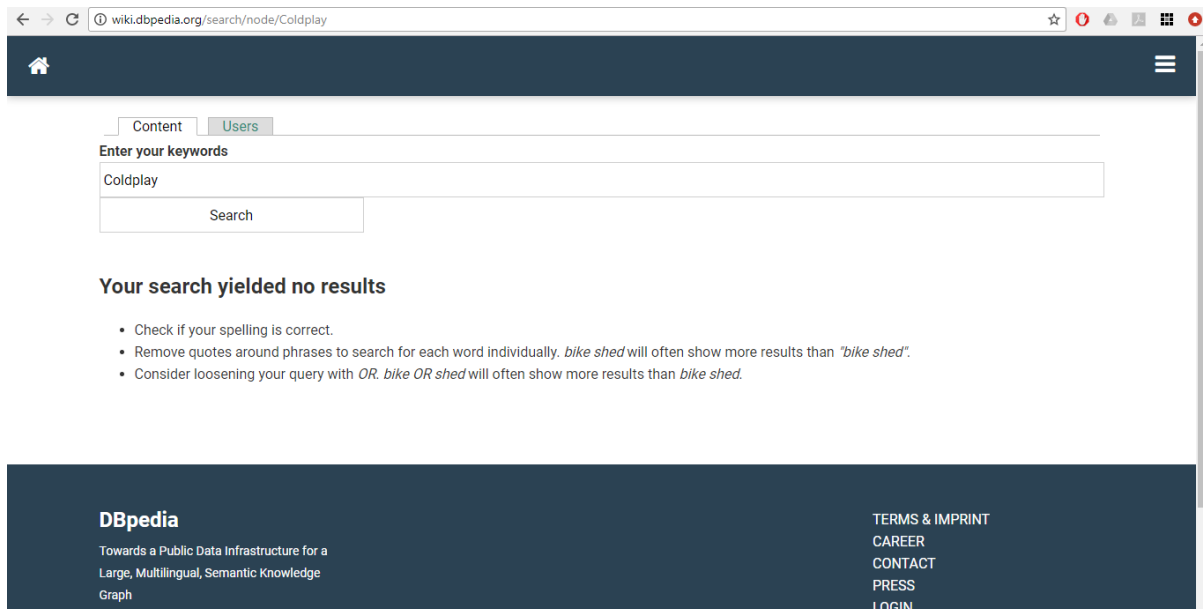 wiki.dbpedia.org/search/node/Coldplay
Content Users
Enter your keywords
Coldplay
Search
Your search yielded no results
• Check if your spelling is correct.
• Remove quotes around phrases to search for each word individually. bike shed will often show more results than "bike shed".
• Consider loosening your query with OR. bike OR shed will often show more results than bike shed.
DBpedia
Towards a Public Data Infrastructure for a
Large, Multilingual, Semantic Knowledge
Graph
TERMS & IMPRINT
CAREER
CONTACT
PRESS
LOGIN